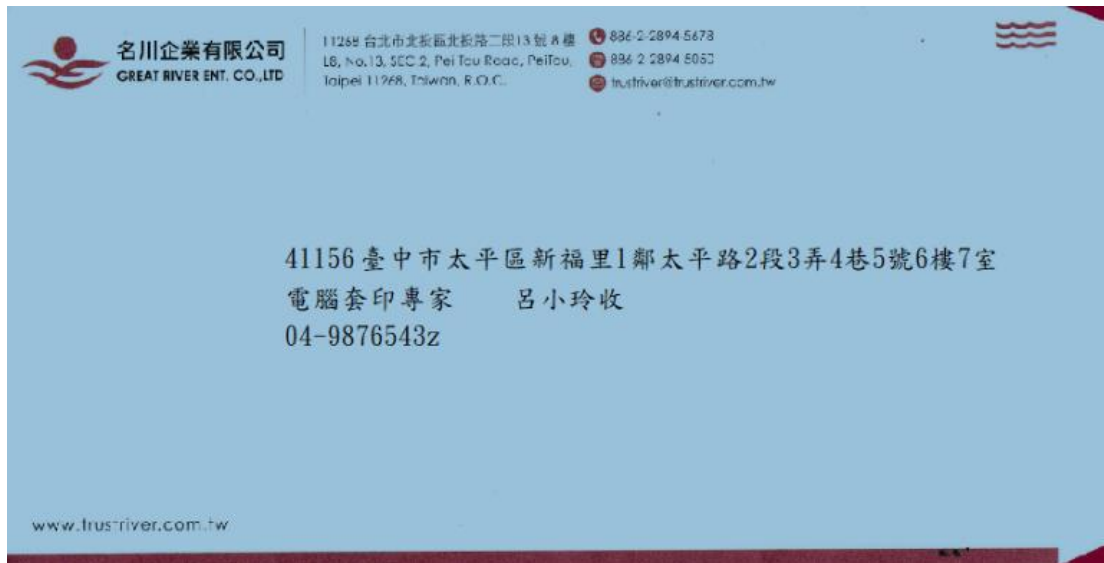 名川企業有限公司
GREAT RIVER ENT. CO.,LTD
11268 台北市北投區北投路二段13號8樓
L8, No.13, SEC 2, Pei Tou Road, PeiTou,
Taipei 11268, Taiwan, R.O.C.
886-2-2894-5678
886-2-2894-5050
trustriver@trustriver.com.tw
41156 臺中市太平區新福里1鄰太平路2段3弄4巷5號6樓7室
電腦套印專家 呂小玲收
04-9876543z
www.trustriver.com.tw